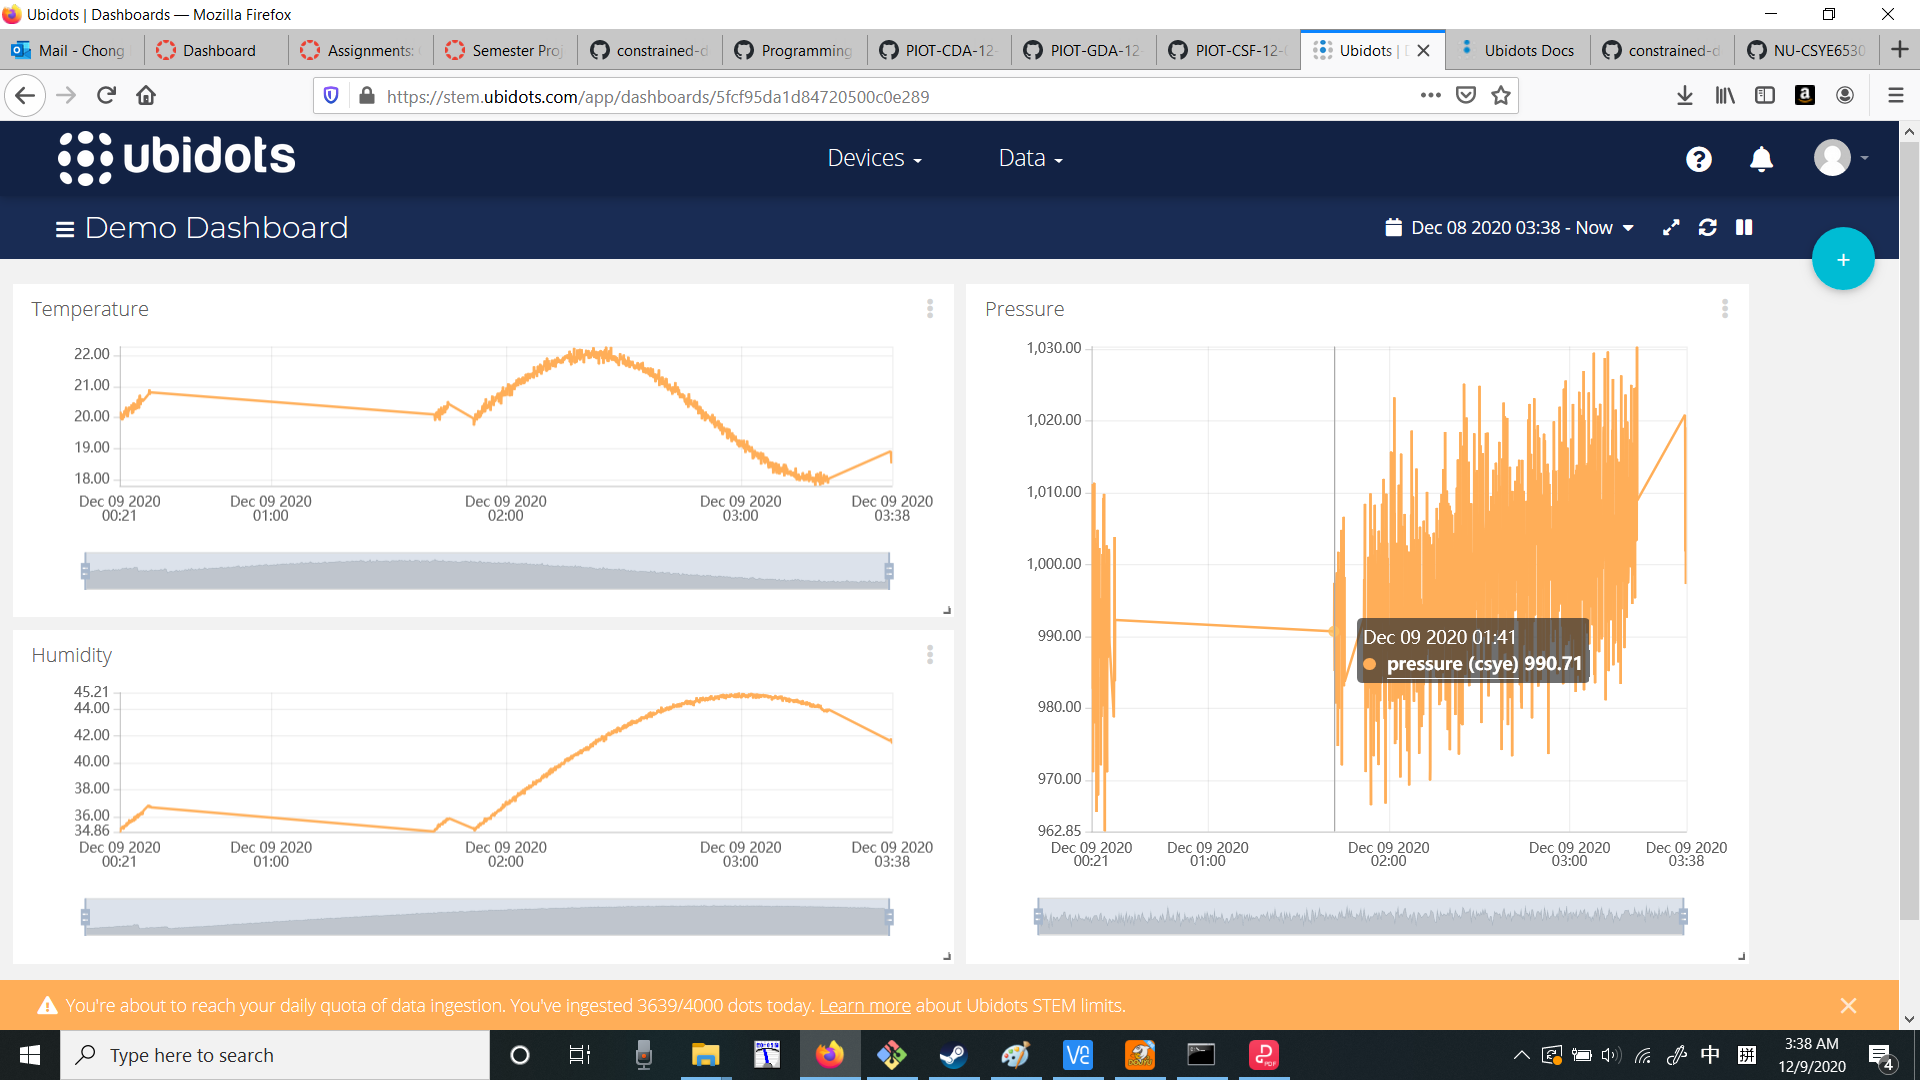 Ubidots | Dashboards — Mozilla Firefox
Mail - Chong
Dashboard
Assignments:
Semester Proj
constrained-d
Programming
PIOT-CDA-12-
PIOT-GDA-12-
PIOT-CSF-12-
Ubidots |
Ubidots Docs
constrained-d
NU-CSYE6530
https://stem.ubidots.com/app/dashboards/5fcf95da1d84720500c0e289
ubidots
Devices
Data
Demo Dashboard
Dec 08 2020 03:38 - Now
+
Temperature
22.00
21.00
20.00
19.00
18.00
Dec 09 2020 Dec 09 2020 Dec 09 2020 Dec 09 2020 Dec 09 2020
00:21 01:00 02:00 03:00 03:38
Humidity
45.21
44.00
42.00
40.00
38.00
36.00
34.86
Dec 09 2020 Dec 09 2020 Dec 09 2020 Dec 09 2020 Dec 09 2020
00:21 01:00 02:00 03:00 03:38
Pressure
1,030.00
1,020.00
1,010.00
1,000.00
990.00
980.00
970.00
962.85
Dec 09 2020 01:41
pressure (csye) 990.71
Dec 09 2020 Dec 09 2020 Dec 09 2020 Dec 09 2020 Dec 09 2020
00:21 01:00 02:00 03:00 03:38
You're about to reach your daily quota of data ingestion. You've ingested 3639/4000 dots today. Learn more about Ubidots STEM limits.
Type here to search
中
拼
3:38 AM
12/9/2020
4